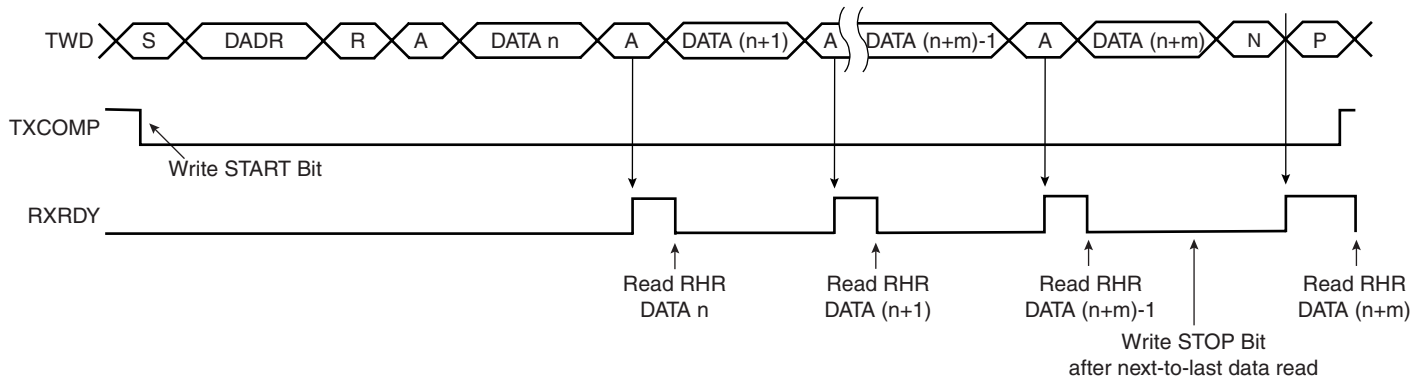 TWD S DADR R A DATA n A DATA (n+1) A DATA (n+m)-1 A DATA (n+m) N P
TXCOMP
Write START Bit
RXRDY
Read RHR
DATA n
Read RHR
DATA (n+1)
Read RHR
DATA (n+m)-1
Read RHR
DATA (n+m)
Write STOP Bit
after next-to-last data read